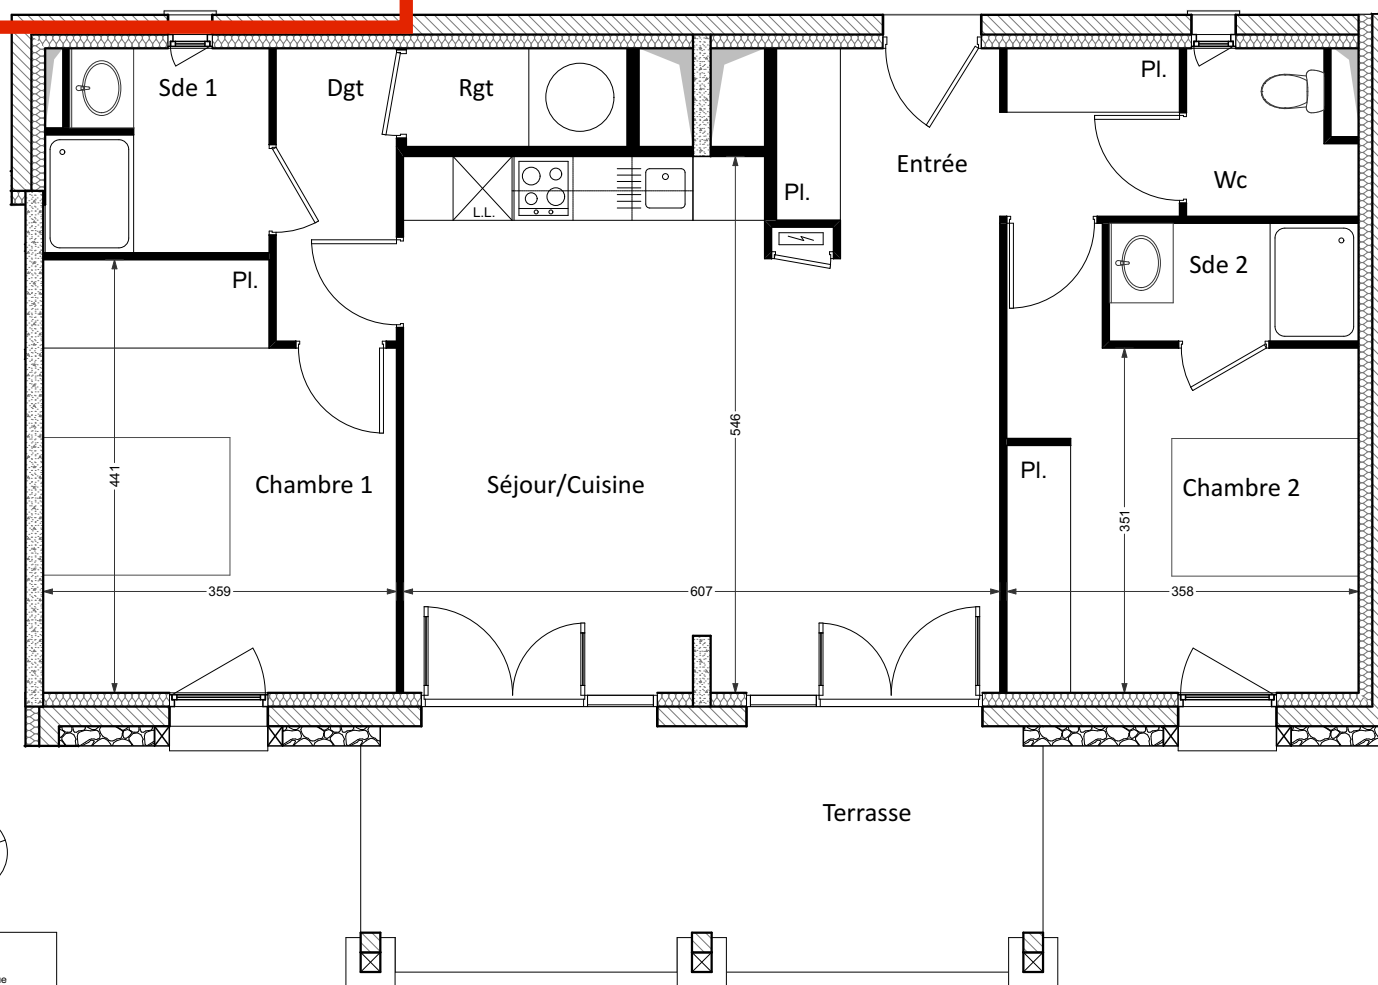 Sde 1
Dgt
Rgt
Pl.
Entrée
Wc
Pl.
L.L.
Sde 2
Pl.
546
441
Chambre 1
Séjour/Cuisine
Pl.
Chambre 2
351
359
607
358
Terrasse